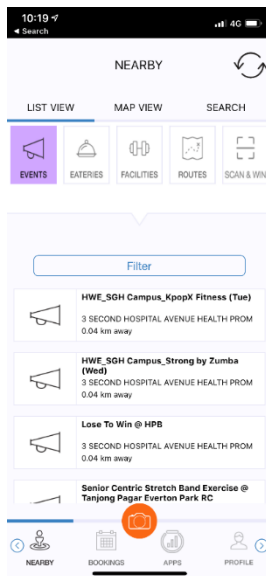 10:19
4G
◀ Search
NEARBY
LIST VIEW
MAP VIEW
SEARCH
EVENTS
EATERIES
FACILITIES
ROUTES
SCAN & WIN
Filter
HWE_SGH Campus_KpopX Fitness (Tue)
3 SECOND HOSPITAL AVENUE HEALTH PROM
0.04 km away
HWE_SGH Campus_Strong by Zumba
(Wed)
3 SECOND HOSPITAL AVENUE HEALTH PROM
0.04 km away
Lose To Win @ HPB
3 SECOND HOSPITAL AVENUE HEALTH PROM
0.04 km away
Senior Centric Stretch Band Exercise @
Tanjong Pagar Everton Park RC
NEARBY
BOOKINGS
APPS
PROFILE